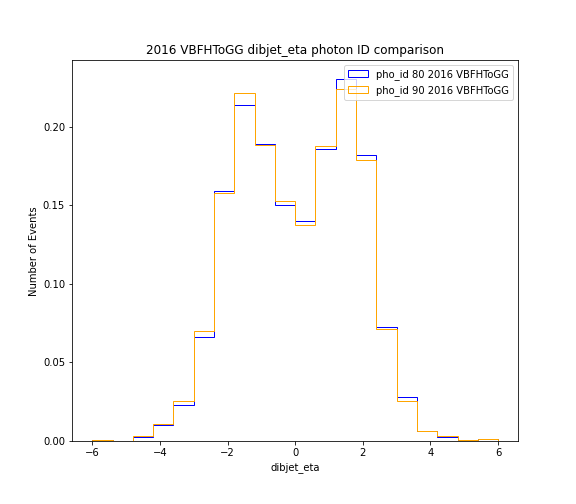 2016 VBFHToGG dibjet_eta photon ID comparison
pho_id 80 2016 VBFHToGG
pho_id 90 2016 VBFHToGG
0.20
0.15
0.10
0.05
0.00
Number of Events
−6 −4 −2 0 2 4 6
dibjet_eta